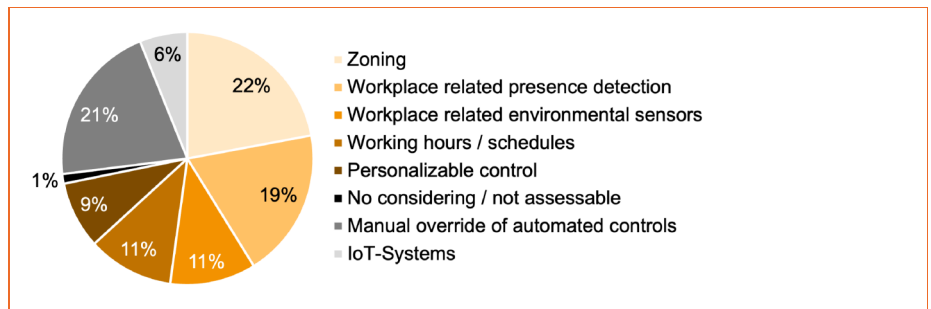 6%
22%
21%
1%
19%
9%
11%
11%
Zoning
Workplace related presence detection
Workplace related environmental sensors
Working hours / schedules
Personalizable control
No considering / not assessable
Manual override of automated controls
IoT-Systems